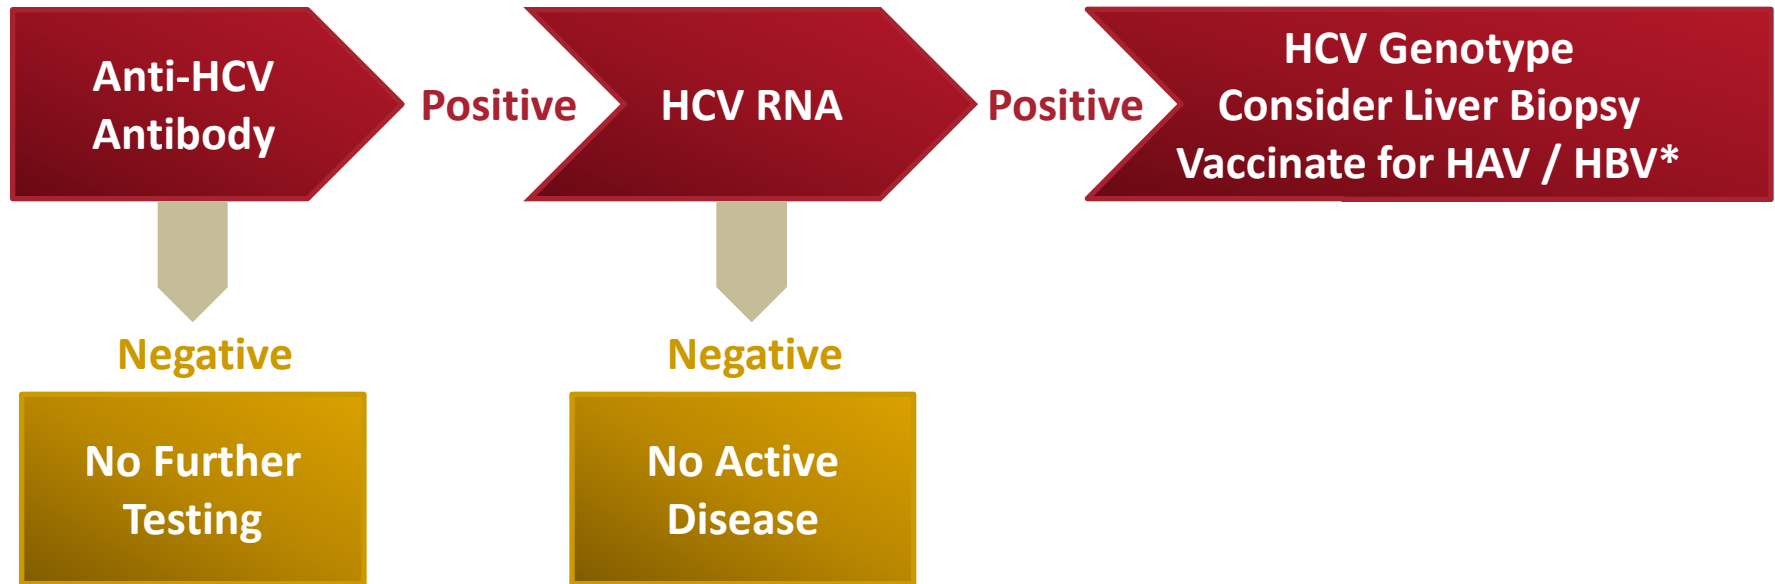 Anti-HCV
Antibody
Positive
HCV RNA
Positive
HCV Genotype
Consider Liver Biopsy
Vaccinate for HAV / HBV*
Negative
Negative
No Further
Testing
No Active
Disease